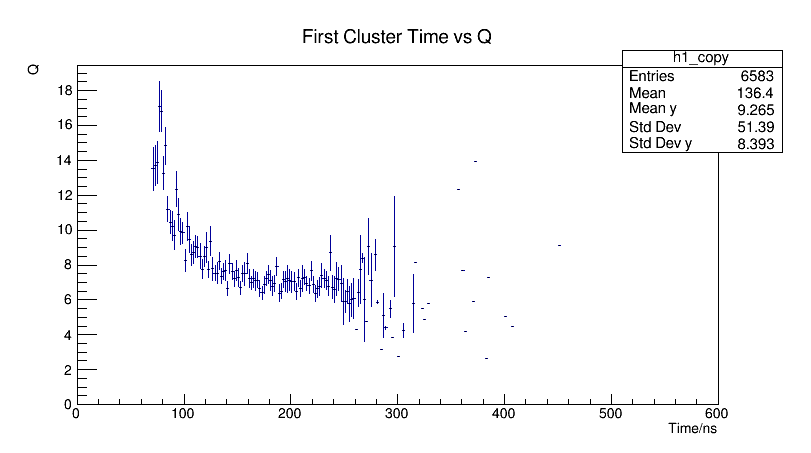 First Cluster Time vs Q
Q
h1_copy
Entries 6583
Mean 136.4
Mean y 9.265
Std Dev 51.39
Std Dev y 8.393
18
16
14
12
10
8
6
4
2
0
0 100 200 300 400 500 600
Time/ns